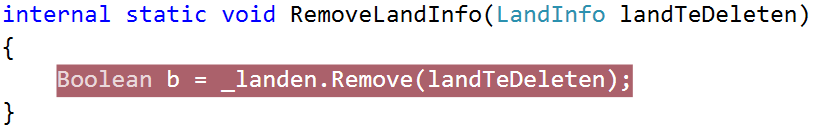 internal static void RemoveLandInfo(LandInfo landTeDeleten)
{
    Boolean b = _landen.Remove(landTeDeleten);
}